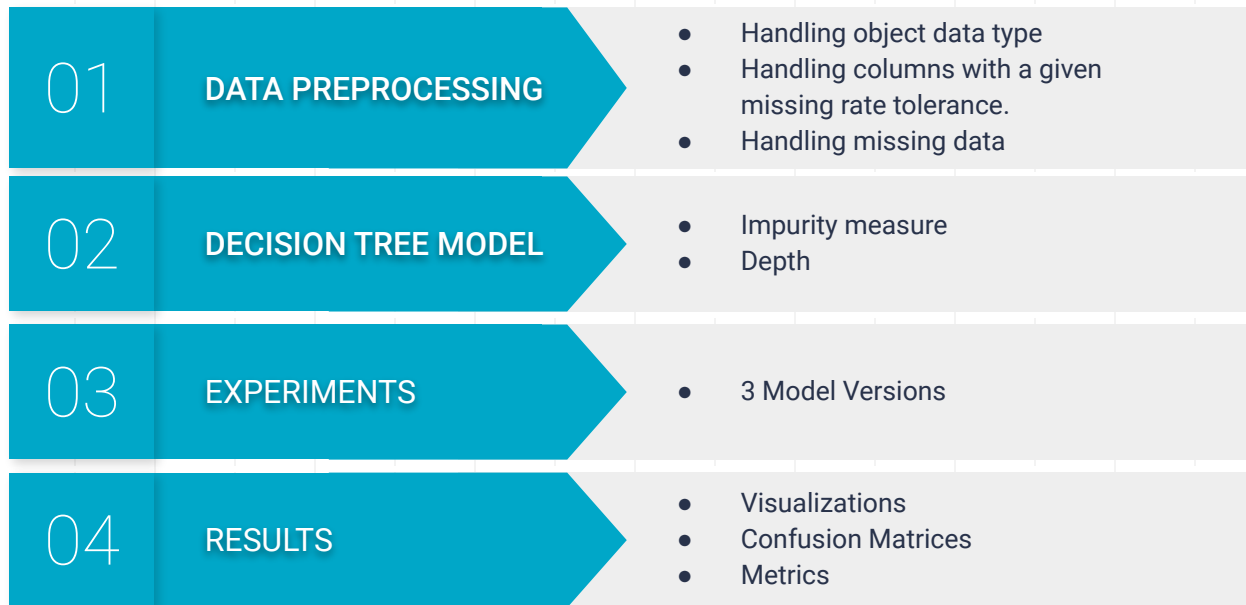 01
DATA PREPROCESSING
● Handling object data type
● Handling columns with a given
missing rate tolerance.
● Handling missing data
02
DECISION TREE MODEL
● Impurity measure
● Depth
03
EXPERIMENTS
● 3 Model Versions
04
RESULTS
● Visualizations
● Confusion Matrices
● Metrics